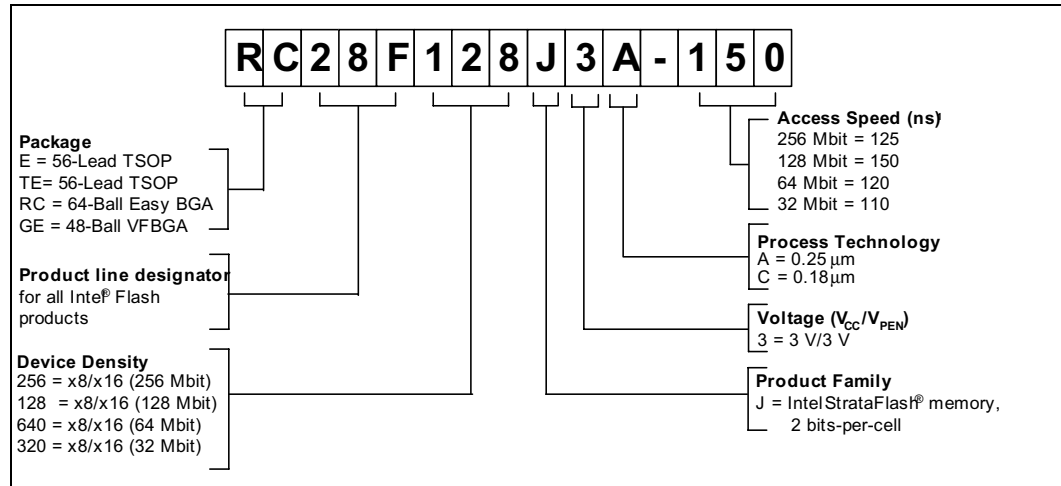 RC28F128J3A-150
Package
E = 56-Lead TSOP
TE= 56-Lead TSOP
RC = 64-Ball Easy BGA
GE = 48-Ball VFBGA
Product line designator
for all Intel® Flash
products
Device Density
256 = x8/x16 (256 Mbit)
128 = x8/x16 (128 Mbit)
640 = x8/x16 (64 Mbit)
320 = x8/x16 (32 Mbit)
Access Speed (ns)¹
256 Mbit = 125
128 Mbit = 150
64 Mbit = 120
32 Mbit = 110
Process Technology
A = 0.25 µm
C = 0.18µm
Voltage (VCC/VPEN)
3 = 3 V/3 V
Product Family
J = Intel StrataFlash® memory,
2 bits-per-cell